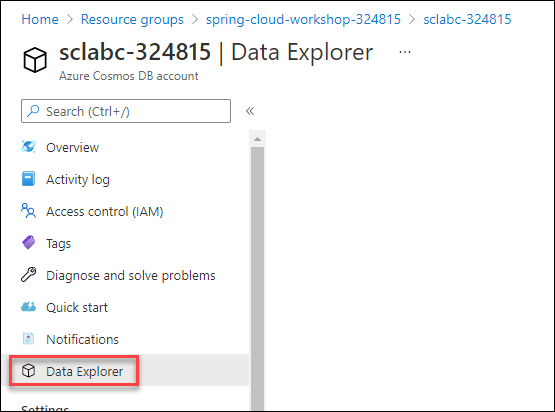 Home > Resource groups > spring-cloud-workshop-324815 > sclabc-324815
sclabc-324815 | Data Explorer ...
Azure Cosmos DB account
Search (Ctrl+/) «
Overview
Activity log
Access control (IAM)
Tags
Diagnose and solve problems
Quick start
Notifications
Data Explorer
Settings